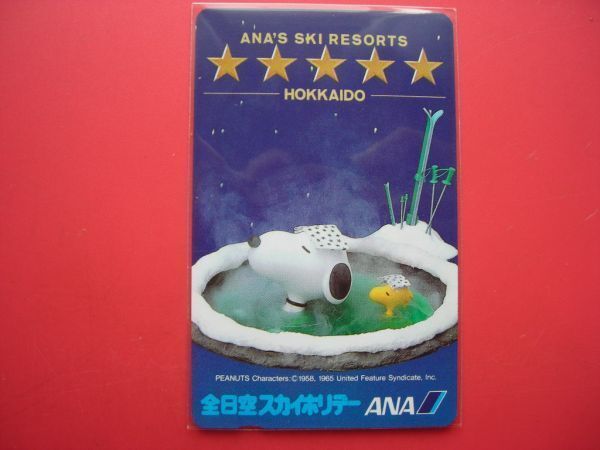 ANA'S SKI RESORTS
HOKKAIDO
PEANUTS Characters:© 1958, 1965 United Feature Syndicate, Inc.
全日空スカイホリデー ANA